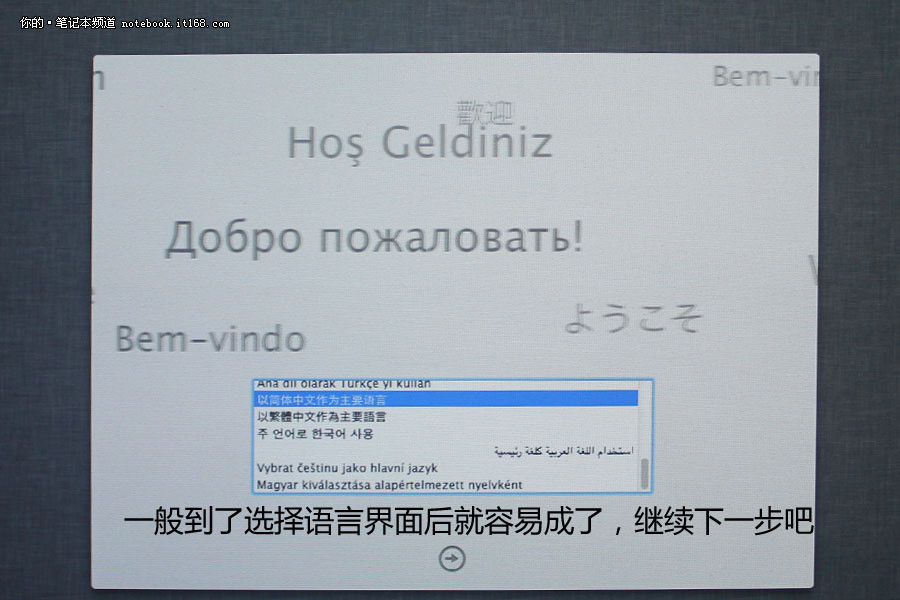 你的·笔记本频道 notebook.it168.com
Bem-vin
歡迎
Hoş Geldiniz
Добро пожаловать!
ようこそ
Bem-vindo
Ana dil olarak Türkçe'yi kullan
以简体中文作为主要语言
以繁體中文作為主要語言
주 언어로 한국어 사용
استخدام اللغة العربية كلغة رئيسية
Vybrat češtinu jako hlavní jazyk
Magyar kiválasztása alapértelmezett nyelvként
一般到了选择语言界面后就容易成了，继续下一步吧